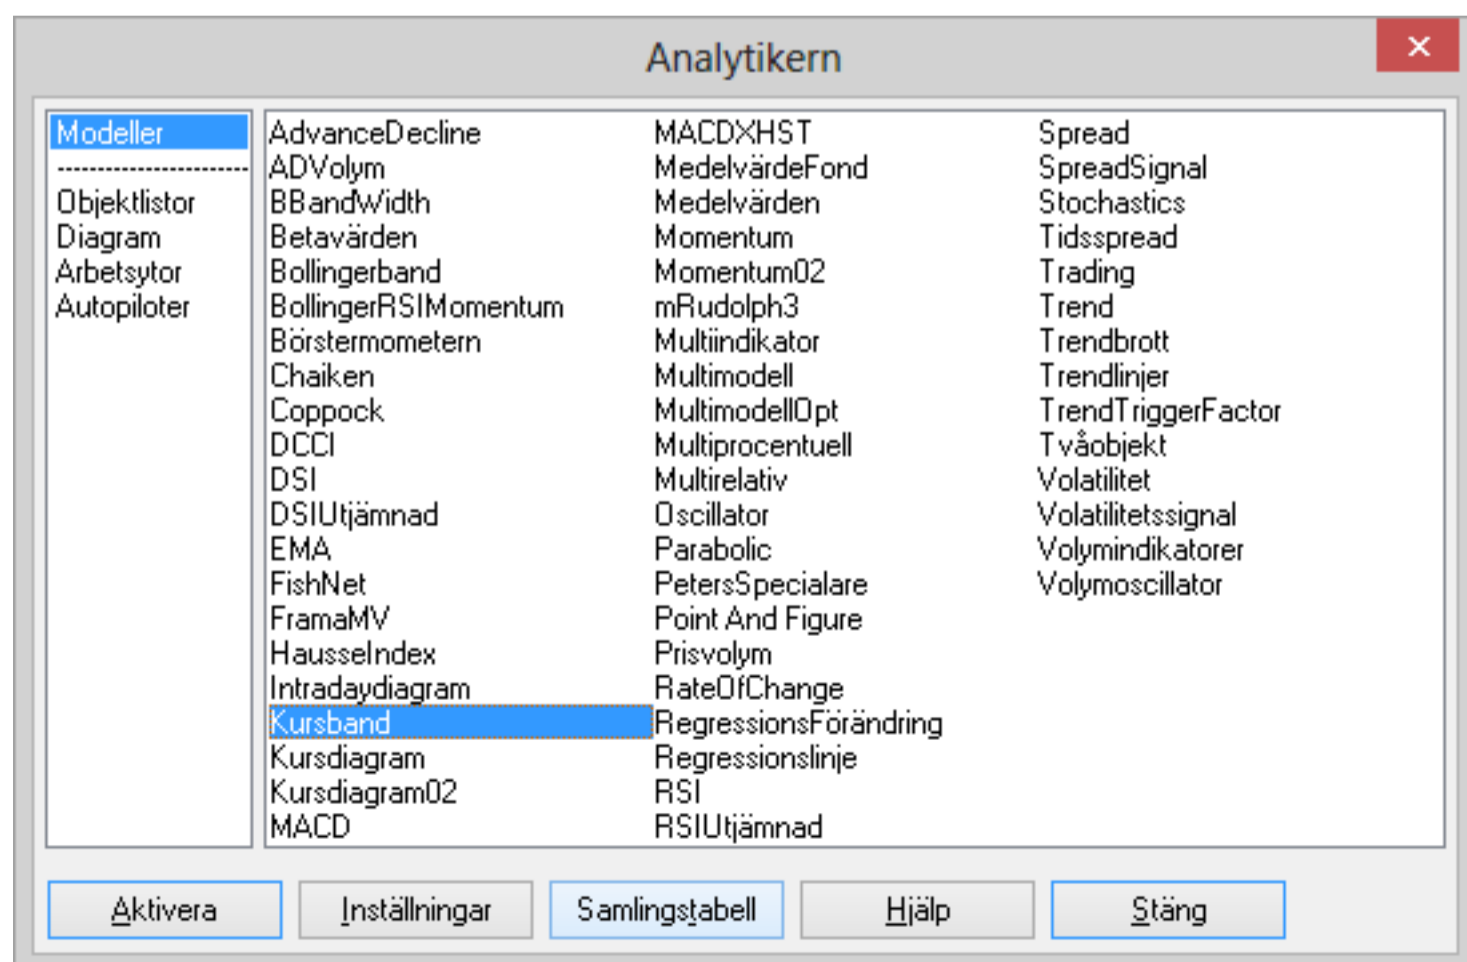 Analytikern
Modeller
----------------------
Objektlistor
Diagram
Arbetsytor
Autopiloter
AdvanceDecline
ADVolym
BBandWidth
Betavärden
Bollingerband
BollingerRSIMomentum
Börstermometern
Chaiken
Coppock
DCCI
DSI
DSIUtjämnad
EMA
FishNet
FramaMV
HausseIndex
Intradaydiagram
Kursband
Kursdiagram
Kursdiagram02
MACD
MACDXHST
MedelvärdeFond
Medelvärden
Momentum
Momentum02
mRudolph3
Multiindikator
Multimodell
MultimodellOpt
Multiprocentuell
Multirelativ
Oscillator
Parabolic
PetersSpecialare
Point And Figure
Prisvolym
RateOfChange
RegressionsFörändring
Regressionslinje
RSI
RSIUtjämnad
Spread
SpreadSignal
Stochastics
Tidsspread
Trading
Trend
Trendbrott
Trendlinjer
TrendTriggerFactor
Tvåobjekt
Volatilitet
Volatilitetssignal
Volymindikatorer
Volymoscillator
Aktivera
Inställningar
Samlingstabell
Hjälp
Stäng